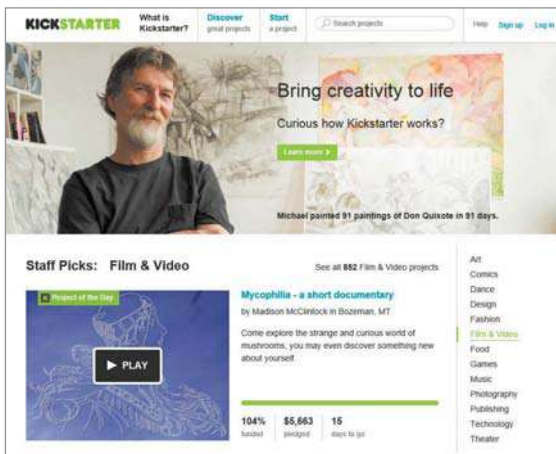 KICKSTARTER
What is
Kickstarter?
Discover
great projects
Start
a project
Search projects
Help
Sign up
Log in
Bring creativity to life
Curious how Kickstarter works?
Learn more >
Michael painted 91 paintings of Don Quixote in 91 days.
Staff Picks: Film & Video
See all 852 Film & Video projects
K Project of the Day
PLAY
Mycophilia - a short documentary
by Madison McClintock in Bozeman, MT
Come explore the strange and curious world of
mushrooms, you may even discover something new
about yourself
104%
funded
$5,663
pledged
15
days to go
Art
Comics
Dance
Design
Fashion
Film & Video
Food
Games
Music
Photography
Publishing
Technology
Theater